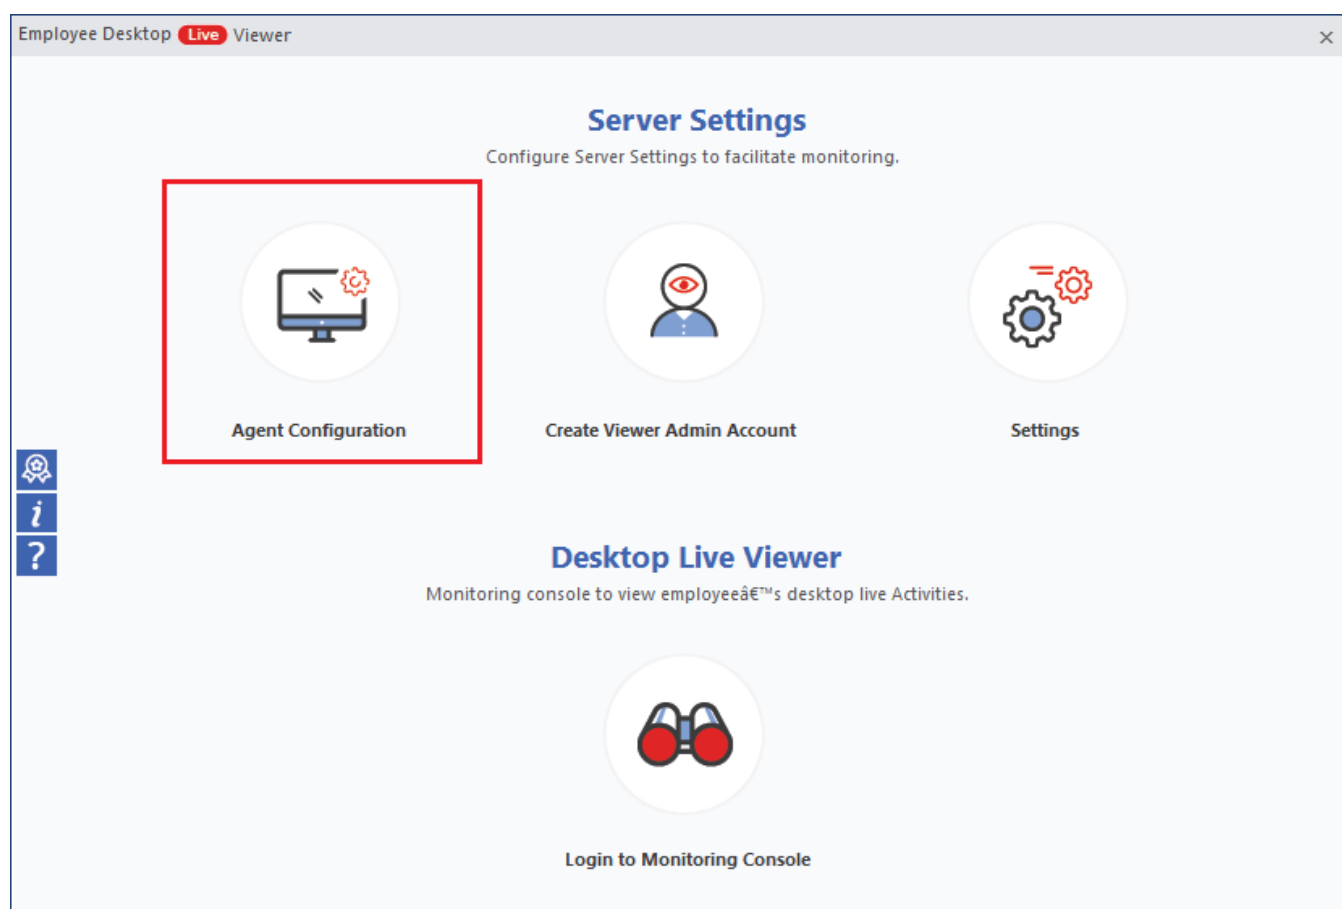 Employee Desktop Live Viewer
Server Settings
Configure Server Settings to facilitate monitoring.
Agent Configuration
Create Viewer Admin Account
Settings
i
?
Desktop Live Viewer
Monitoring console to view employeeâ€™s desktop live Activities.
Login to Monitoring Console